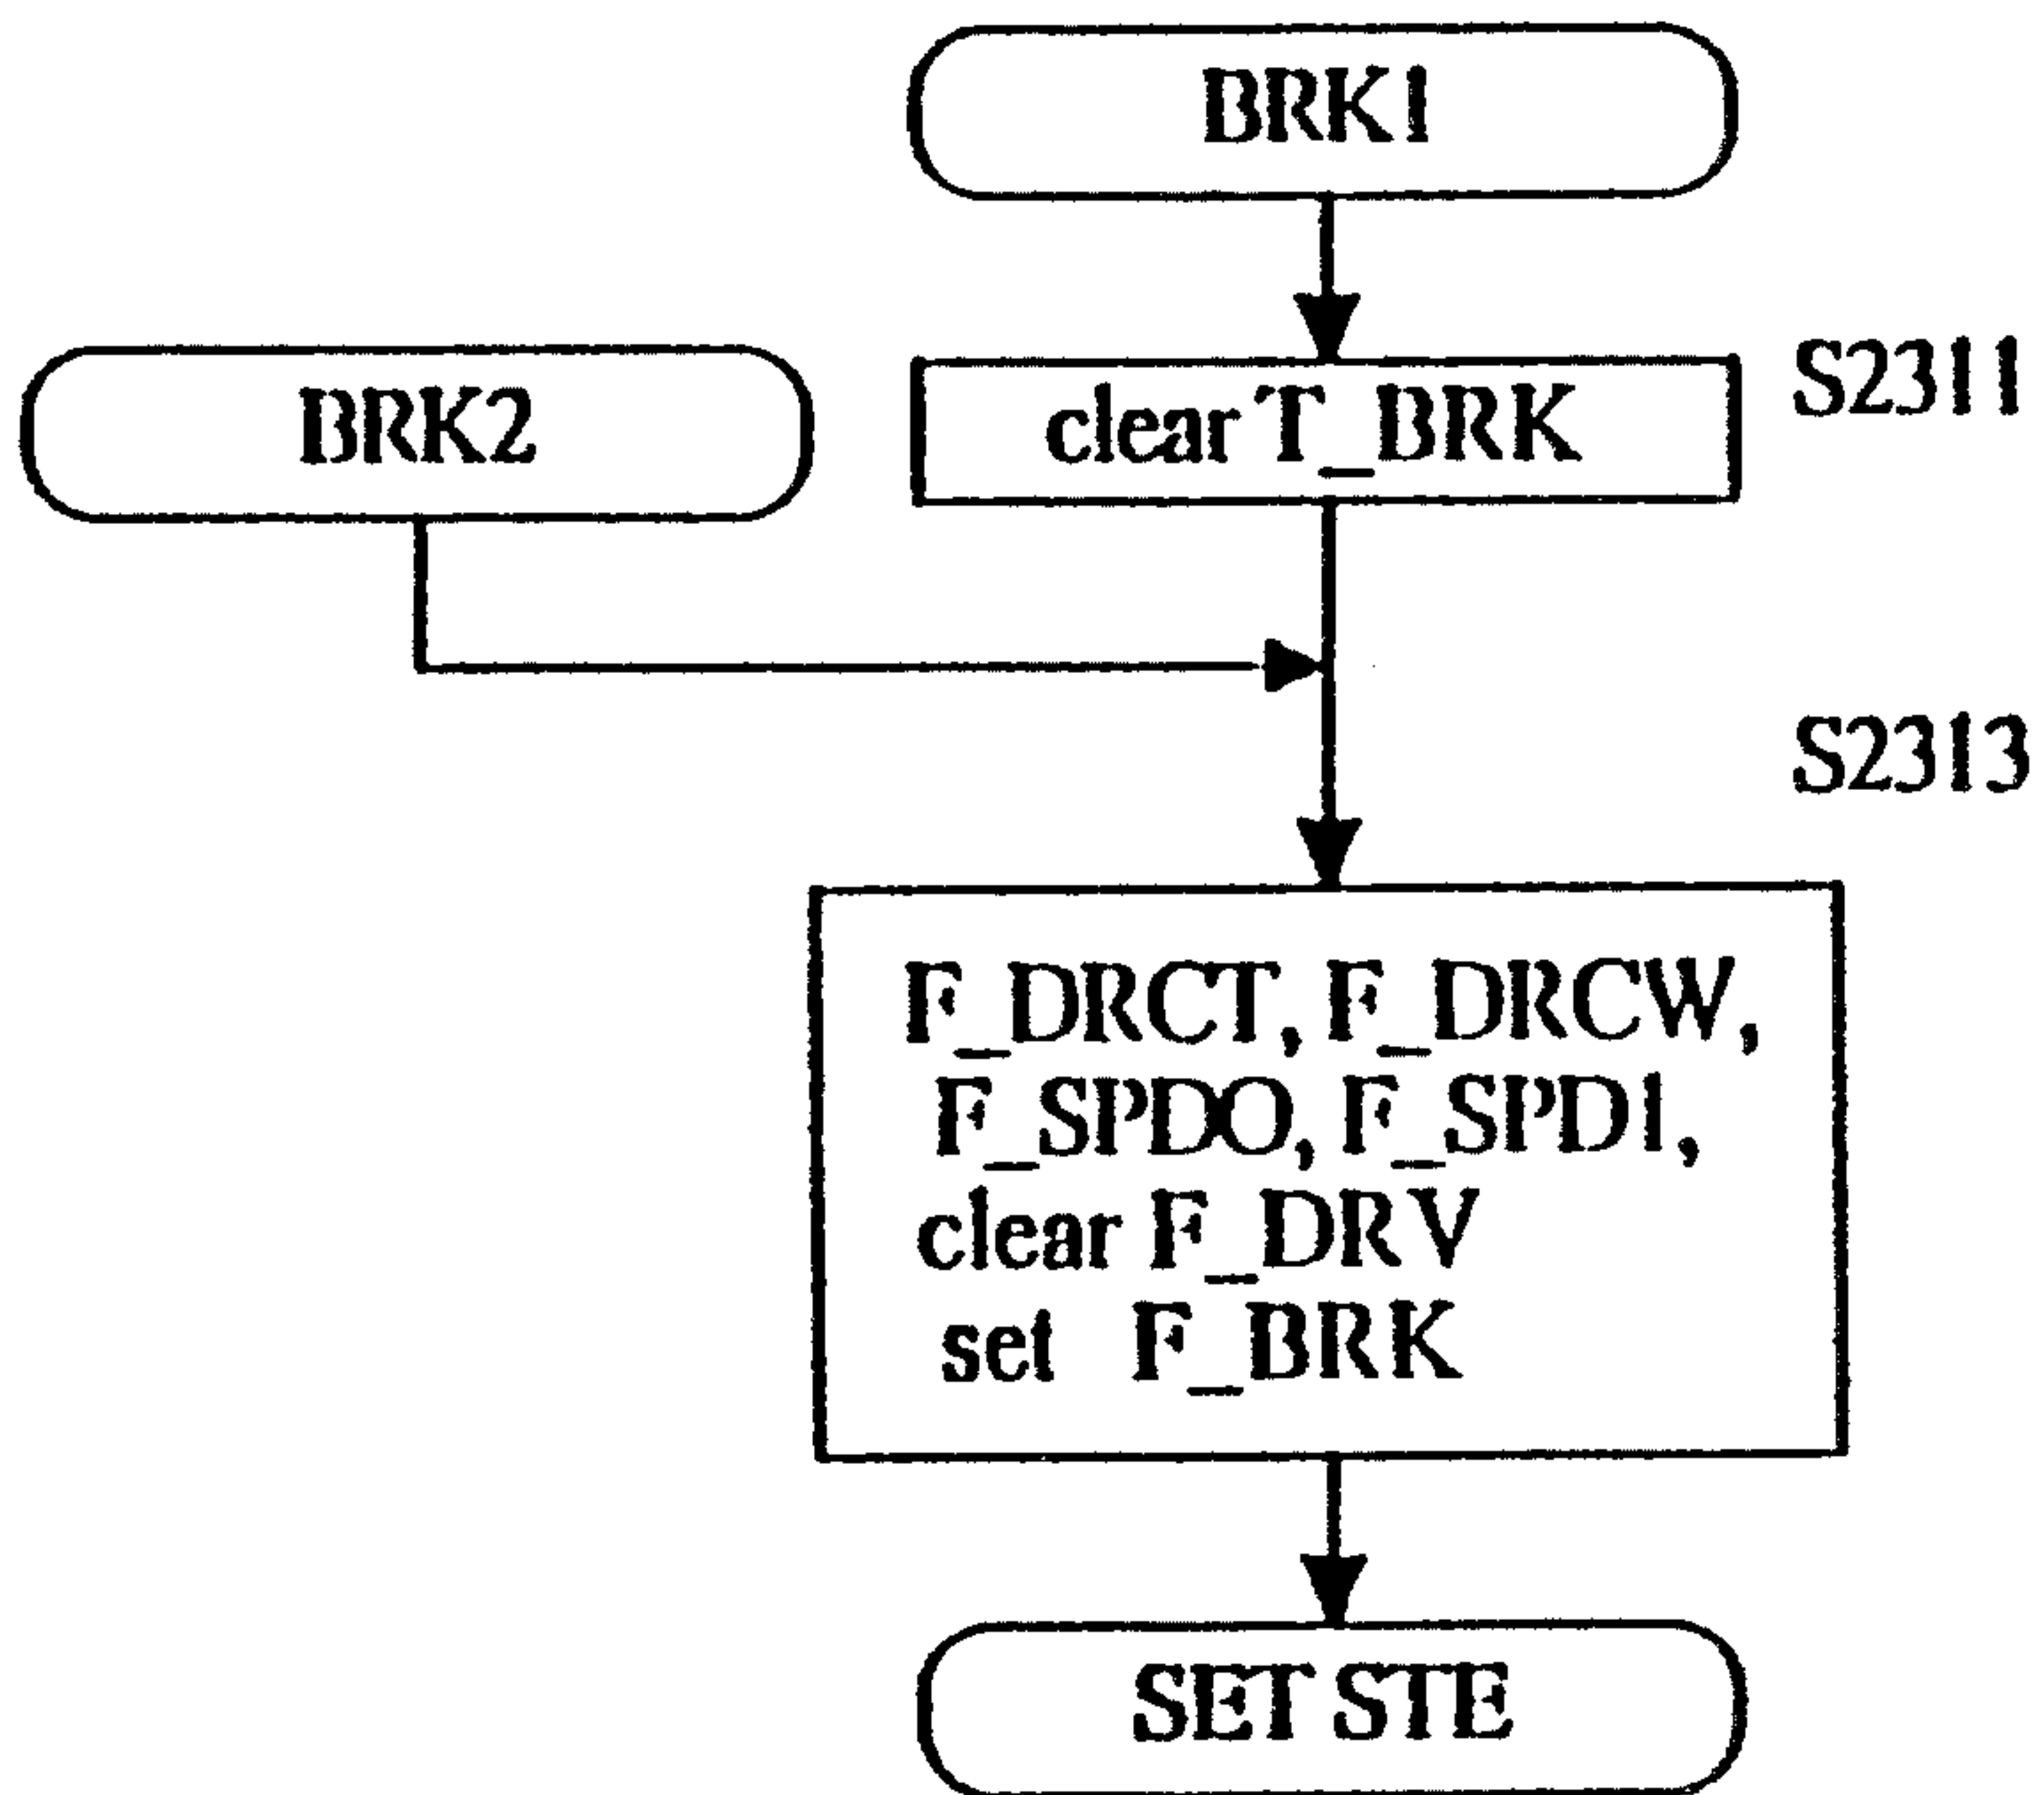 BRK1
BRK2
clear T_BRK
S2311
S2313
F_DRCT, F_DRCW,
F_SPDO, F_SPD1,
clear F_DRV
set F_BRK
SET STE